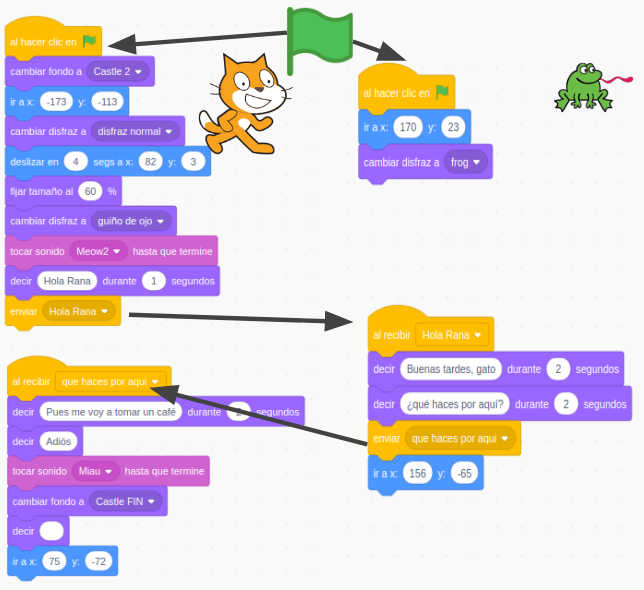 al hacer clic en
cambiar fondo a Castle 2
ir a x: -173 y: -113
cambiar disfraz a disfraz normal
deslizar en 4 segs a x: 82 y: 3
fijar tamaño al 60 %
cambiar disfraz a guiño de ojo
tocar sonido Meow2 hasta que termine
decir Hola Rana durante 1 segundos
enviar Hola Rana
al recibir que haces por aqui
decir Pues me voy a tomar un café durante 2 segundos
decir Adiós
tocar sonido Miau hasta que termine
cambiar fondo a Castle FIN
decir
ir a x: 75 y: -72
al hacer clic en
ir a x: 170 y: 23
cambiar disfraz a frog
al recibir Hola Rana
decir Buenas tardes, gato durante 2 segundos
decir ¿qué haces por aquí? durante 2 segundos
enviar que haces por aqui
ir a x: 156 y: -65